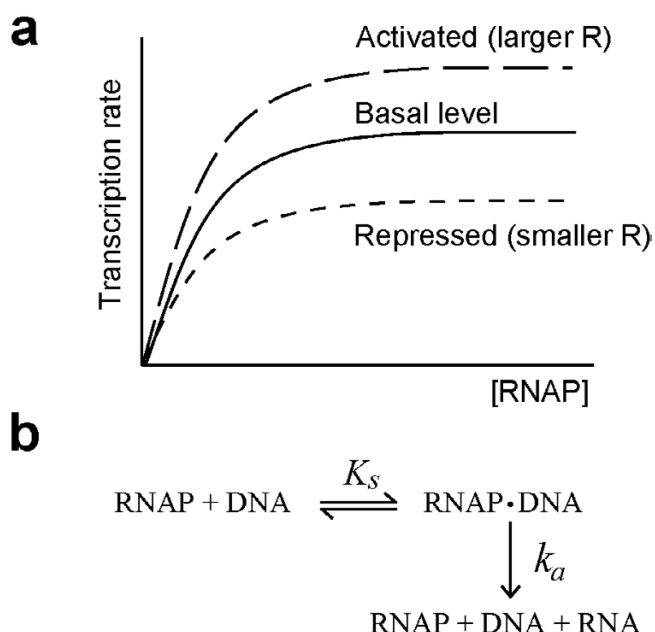 a
Activated (larger R)
Basal level
Repressed (smaller R)
Transcription rate
[RNAP]
b
Kₛ
RNAP + DNA ⇌ RNAP·DNA
kₐ
RNAP + DNA + RNA